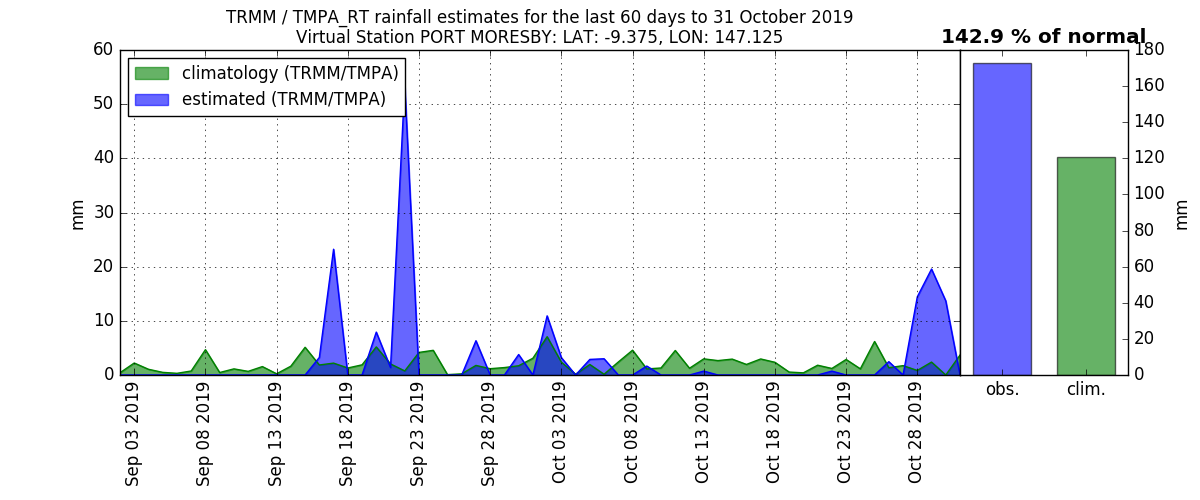 TRMM / TMPA_RT rainfall estimates for the last 60 days to 31 October 2019
Virtual Station PORT MORESBY: LAT: -9.375, LON: 147.125
142.9 % of normal
climatology (TRMM/TMPA)
estimated (TRMM/TMPA)
60
50
40
30
20
10
0
mm
Sep 03 2019
Sep 08 2019
Sep 13 2019
Sep 18 2019
Sep 23 2019
Sep 28 2019
Oct 03 2019
Oct 08 2019
Oct 13 2019
Oct 18 2019
Oct 23 2019
Oct 28 2019
obs.
clim.
180
160
140
120
100
80
60
40
20
0
mm